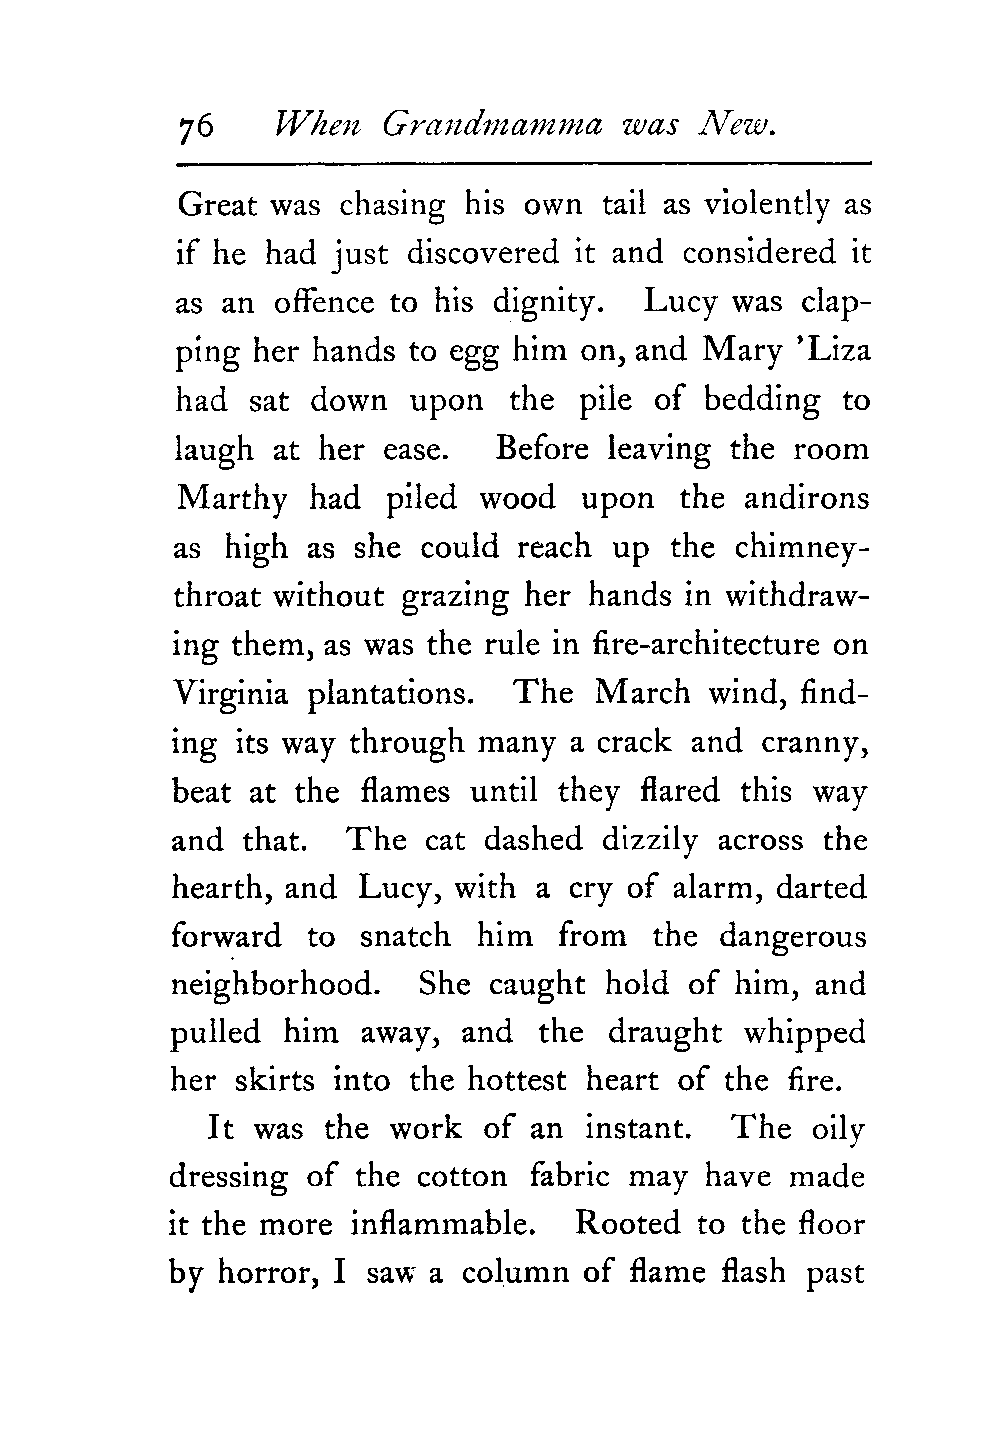 76 When Grandmamma was New.
Great was chasing his own tail as violently as
if he had just discovered it and considered it
as an offence to his dignity. Lucy was clap-
ping her hands to egg him on, and Mary 'Liza
had sat down upon the pile of bedding to
laugh at her ease. Before leaving the room
Marthy had piled wood upon the andirons
as high as she could reach up the chimney-
throat without grazing her hands in withdraw-
ing them, as was the rule in fire-architecture on
Virginia plantations. The March wind, find-
ing its way through many a crack and cranny,
beat at the flames until they flared this way
and that. The cat dashed dizzily across the
hearth, and Lucy, with a cry of alarm, darted
forward to snatch him from the dangerous
neighborhood. She caught hold of him, and
pulled him away, and the draught whipped
her skirts into the hottest heart of the fire.
It was the work of an instant. The oily
dressing of the cotton fabric may have made
it the more inflammable. Rooted to the floor
by horror, I saw a column of flame flash past